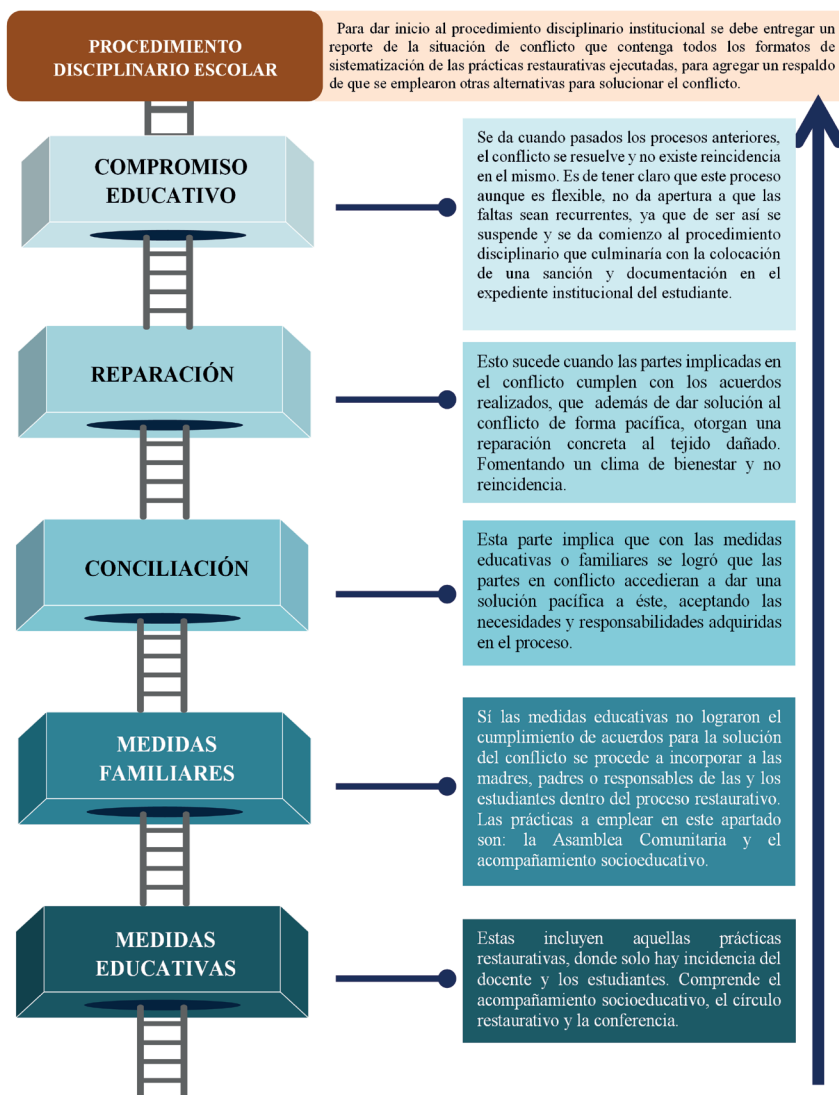 PROCEDIMIENTO
DISCIPLINARIO ESCOLAR
Para dar inicio al procedimiento disciplinario institucional se debe entregar un
reporte de la situación de conflicto que contenga todos los formatos de
sistematización de las prácticas restaurativas ejecutadas, para agregar un respaldo
de que se emplearon otras alternativas para solucionar el conflicto.
COMPROMISO
EDUCATIVO
Se da cuando pasados los procesos anteriores,
el conflicto se resuelve y no existe reincidencia
en el mismo. Es de tener claro que este proceso
aunque es flexible, no da apertura a que las
faltas sean recurrentes, ya que de ser así se
suspende y se da comienzo al procedimiento
disciplinario que culminaría con la colocación
de una sanción y documentación en el
expediente institucional del estudiante.
REPARACIÓN
Esto sucede cuando las partes implicadas en
el conflicto cumplen con los acuerdos
realizados, que además de dar solución al
conflicto de forma pacífica, otorgan una
reparación concreta al tejido dañado.
Fomentando un clima de bienestar y no
reincidencia.
CONCILIACIÓN
Esta parte implica que con las medidas
educativas o familiares se logró que las
partes en conflicto accedieran a dar una
solución pacífica a éste, aceptando las
necesidades y responsabilidades adquiridas
en el proceso.
MEDIDAS
FAMILIARES
Sí las medidas educativas no lograron el
cumplimiento de acuerdos para la solución
del conflicto se procede a incorporar a las
madres, padres o responsables de las y los
estudiantes dentro del proceso restaurativo.
Las prácticas a emplear en este apartado
son: la Asamblea Comunitaria y el
acompañamiento socioeducativo.
MEDIDAS
EDUCATIVAS
Estas incluyen aquellas prácticas
restaurativas, donde solo hay incidencia del
docente y los estudiantes. Comprende el
acompañamiento socioeducativo, el círculo
restaurativo y la conferencia.